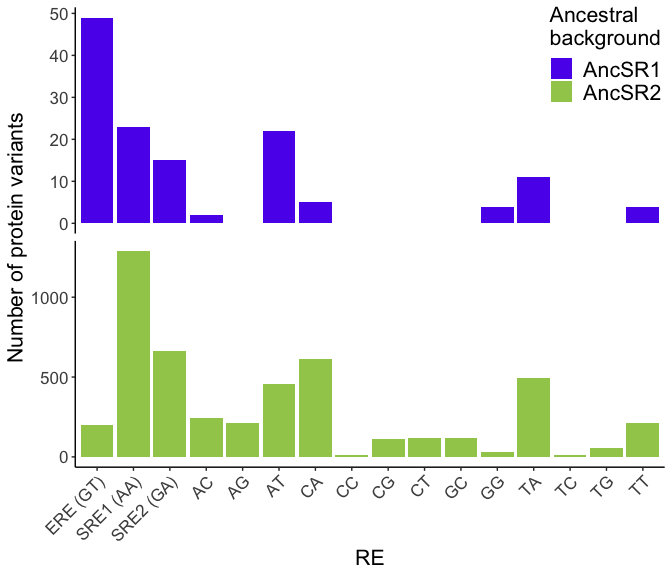 Ancestral
background
AncSR1
AncSR2
Number of protein variants
50
40
30
20
10
0
1000
500
0
ERE (GT)
SRE1 (AA)
SRE2 (GA)
AC
AG
AT
CA
CC
CG
CT
GC
GG
TA
TC
TG
TT
RE